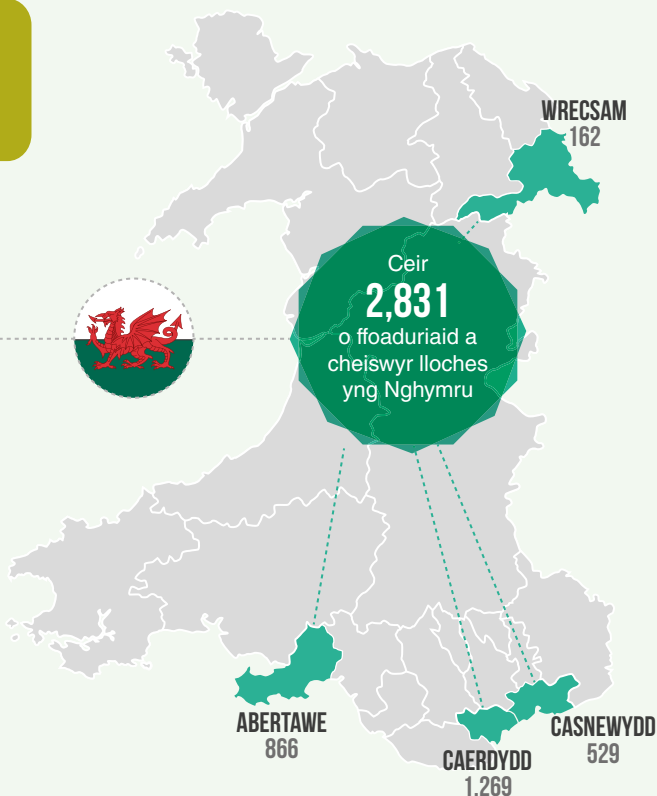 WRECSAM
162
Ceir
2,831
o ffoaduriaid a
cheiswyr lloches
yng Nghymru
ABERTAWE
866
CAERDYDD
1,269
CASNEWYDD
529